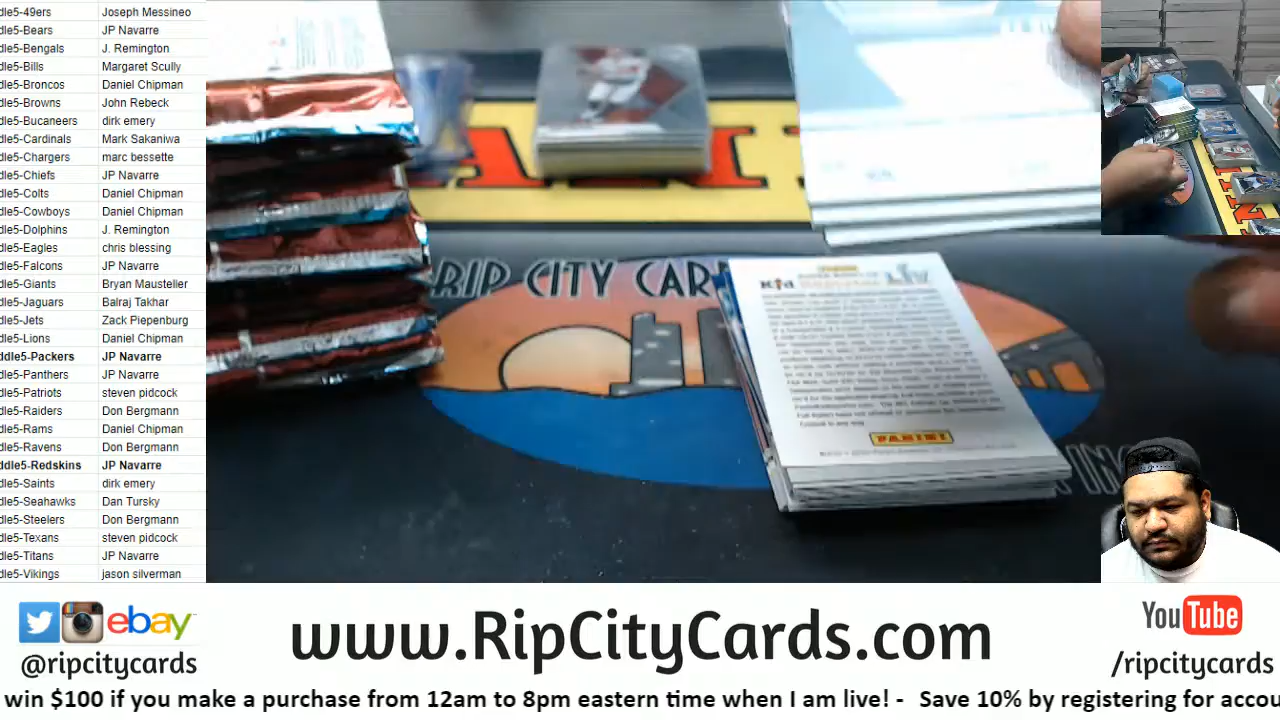 dle5-49ers Joseph Messineo
dle5-Bears JP Navarre
dle5-Bengals J. Remington
dle5-Bills Margaret Scully
dle5-Broncos Daniel Chipman
dle5-Browns John Rebeck
dle5-Bucaneers dirk emery
dle5-Cardinals Mark Sakaniwa
dle5-Chargers marc bessette
dle5-Chiefs JP Navarre
dle5-Colts Daniel Chipman
dle5-Cowboys Daniel Chipman
dle5-Dolphins J. Remington
dle5-Eagles chris blessing
dle5-Falcons JP Navarre
dle5-Giants Bryan Mausteller
dle5-Jaguars Balraj Takhar
dle5-Jets Zack Piepenburg
dle5-Lions Daniel Chipman
ddle5-Packers JP Navarre
dle5-Panthers JP Navarre
dle5-Patriots steven pidcock
dle5-Raiders Don Bergmann
dle5-Rams Daniel Chipman
dle5-Ravens Don Bergmann
ddle5-Redskins JP Navarre
dle5-Saints dirk emery
dle5-Seahawks Dan Tursky
dle5-Steelers Don Bergmann
dle5-Texans steven pidcock
dle5-Titans JP Navarre
dle5-Vikings jason silverman
RIP CITY CAR
PANINI
ebay
@ripcitycards
www.RipCityCards.com
YouTube
/ripcitycards
win $100 if you make a purchase from 12am to 8pm eastern time when I am live! - Save 10% by registering for accou